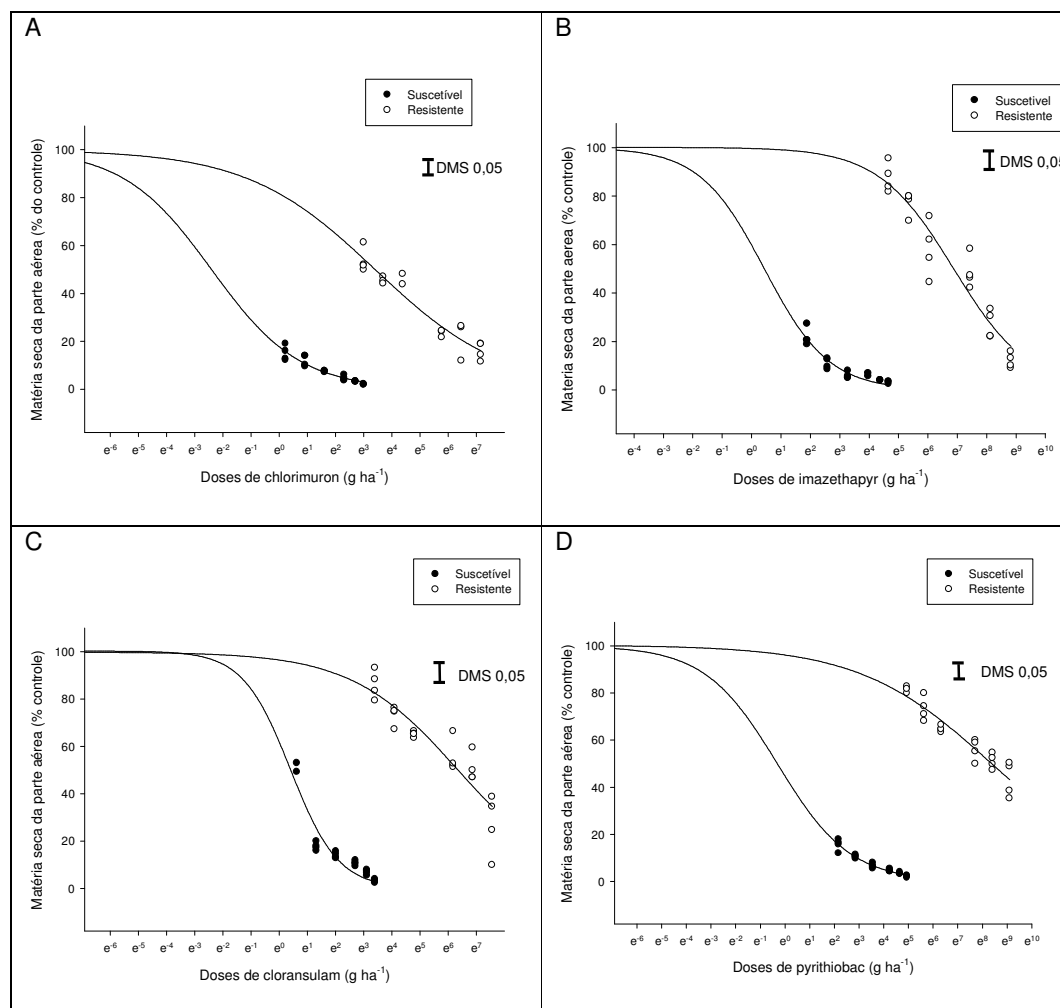 A
Suscetível
Resistente
DMS 0,05
Matéria seca da parte aérea (% do controle)
100
80
60
40
20
0
e-6 e-5 e-4 e-3 e-2 e-1 e0 e1 e2 e3 e4 e5 e6 e7
Doses de chlorimuron (g ha-1)
B
Suscetivel
Resistente
DMS 0,05
Materia seca da parte aerea (% controle)
100
80
60
40
20
0
e-4 e-3 e-2 e-1 e0 e1 e2 e3 e4 e5 e6 e7 e8 e9 e10
Doses de imazethapyr (g ha-1)
C
Suscetível
Resistente
DMS 0,05
Matéria seca da parte aérea (% controle)
100
80
60
40
20
0
e-6 e-5 e-4 e-3 e-2 e-1 e0 e1 e2 e3 e4 e5 e6 e7
Doses de cloransulam (g ha-1)
D
Suscetível
Resistente
DMS 0,05
Matéria seca da parte aérea (% controle)
100
80
60
40
20
0
e-6 e-5 e-4 e-3 e-2 e-1 e0 e1 e2 e3 e4 e5 e6 e7 e8 e9 e10
Doses de pyrithiobac (g ha-1)